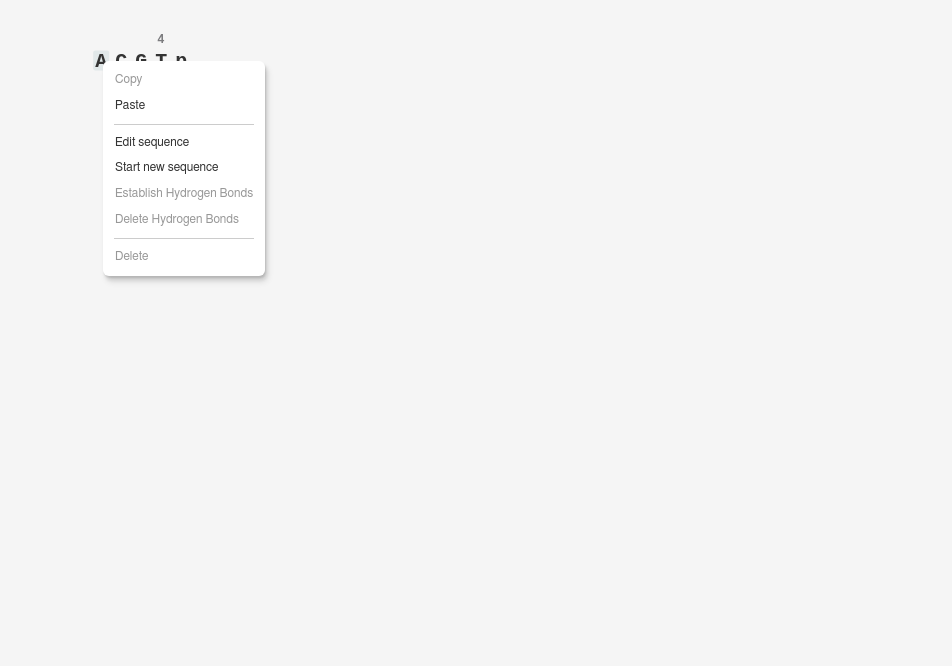 4
A C G T p
Copy
Paste
Edit sequence
Start new sequence
Establish Hydrogen Bonds
Delete Hydrogen Bonds
Delete